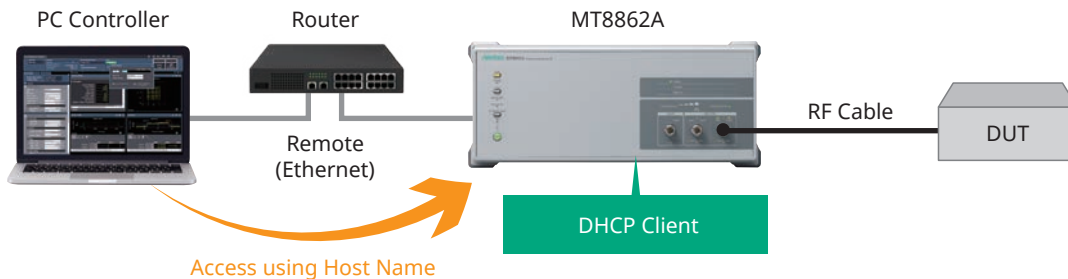 PC Controller
Router
MT8862A
Remote
(Ethernet)
RF Cable
DUT
DHCP Client
Access using Host Name